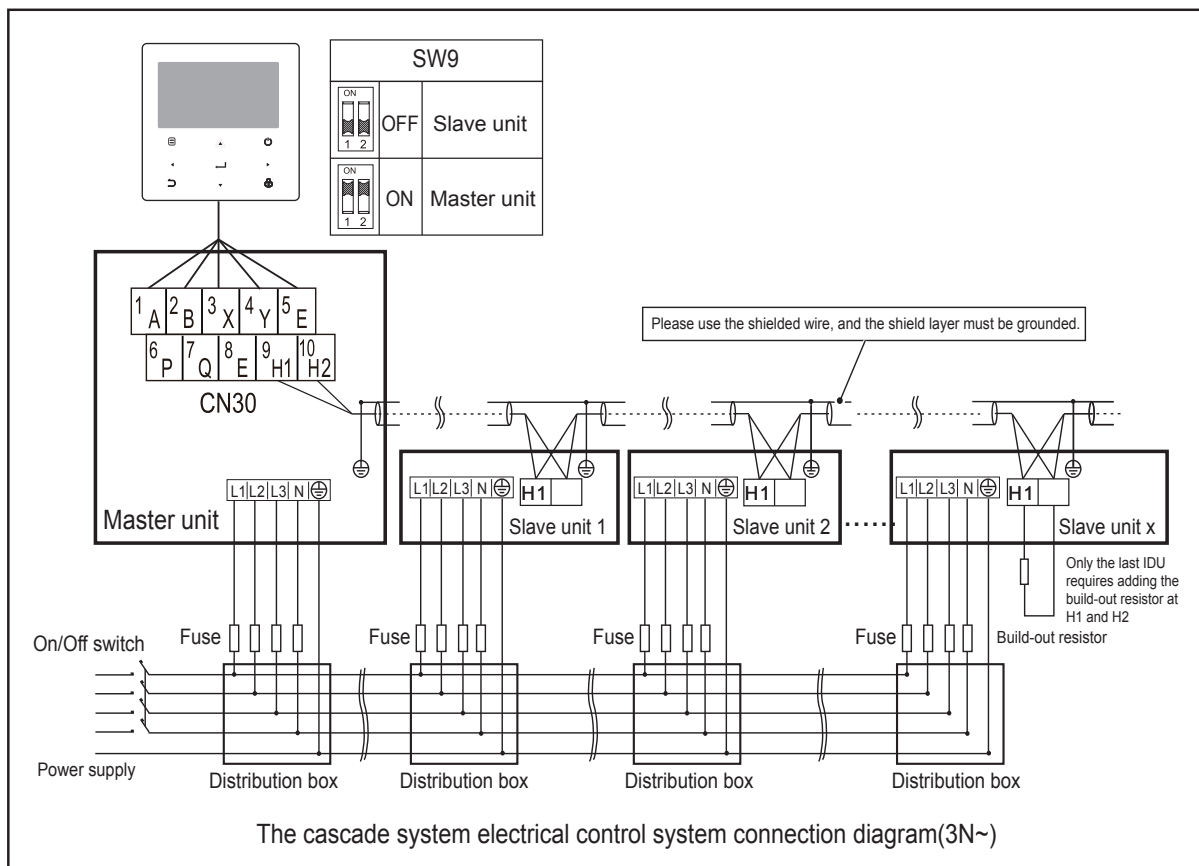 SW9
ON
1 2
OFF
Slave unit
ON
1 2
ON
Master unit
1 A 2 B 3 X 4 Y 5 E
6 P 7 Q 8 E 9 H1 10 H2
CN30
Please use the shielded wire, and the shield layer must be grounded.
L1 L2 L3 N
Master unit
L1 L2 L3 N
H1
Slave unit 1
L1 L2 L3 N
H1
Slave unit 2
L1 L2 L3 N
H1
Slave unit x
Only the last IDU
requires adding the
build-out resistor at
H1 and H2
Build-out resistor
On/Off switch
Fuse
Fuse
Fuse
Fuse
Power supply
Distribution box
Distribution box
Distribution box
Distribution box
The cascade system electrical control system connection diagram(3N~)